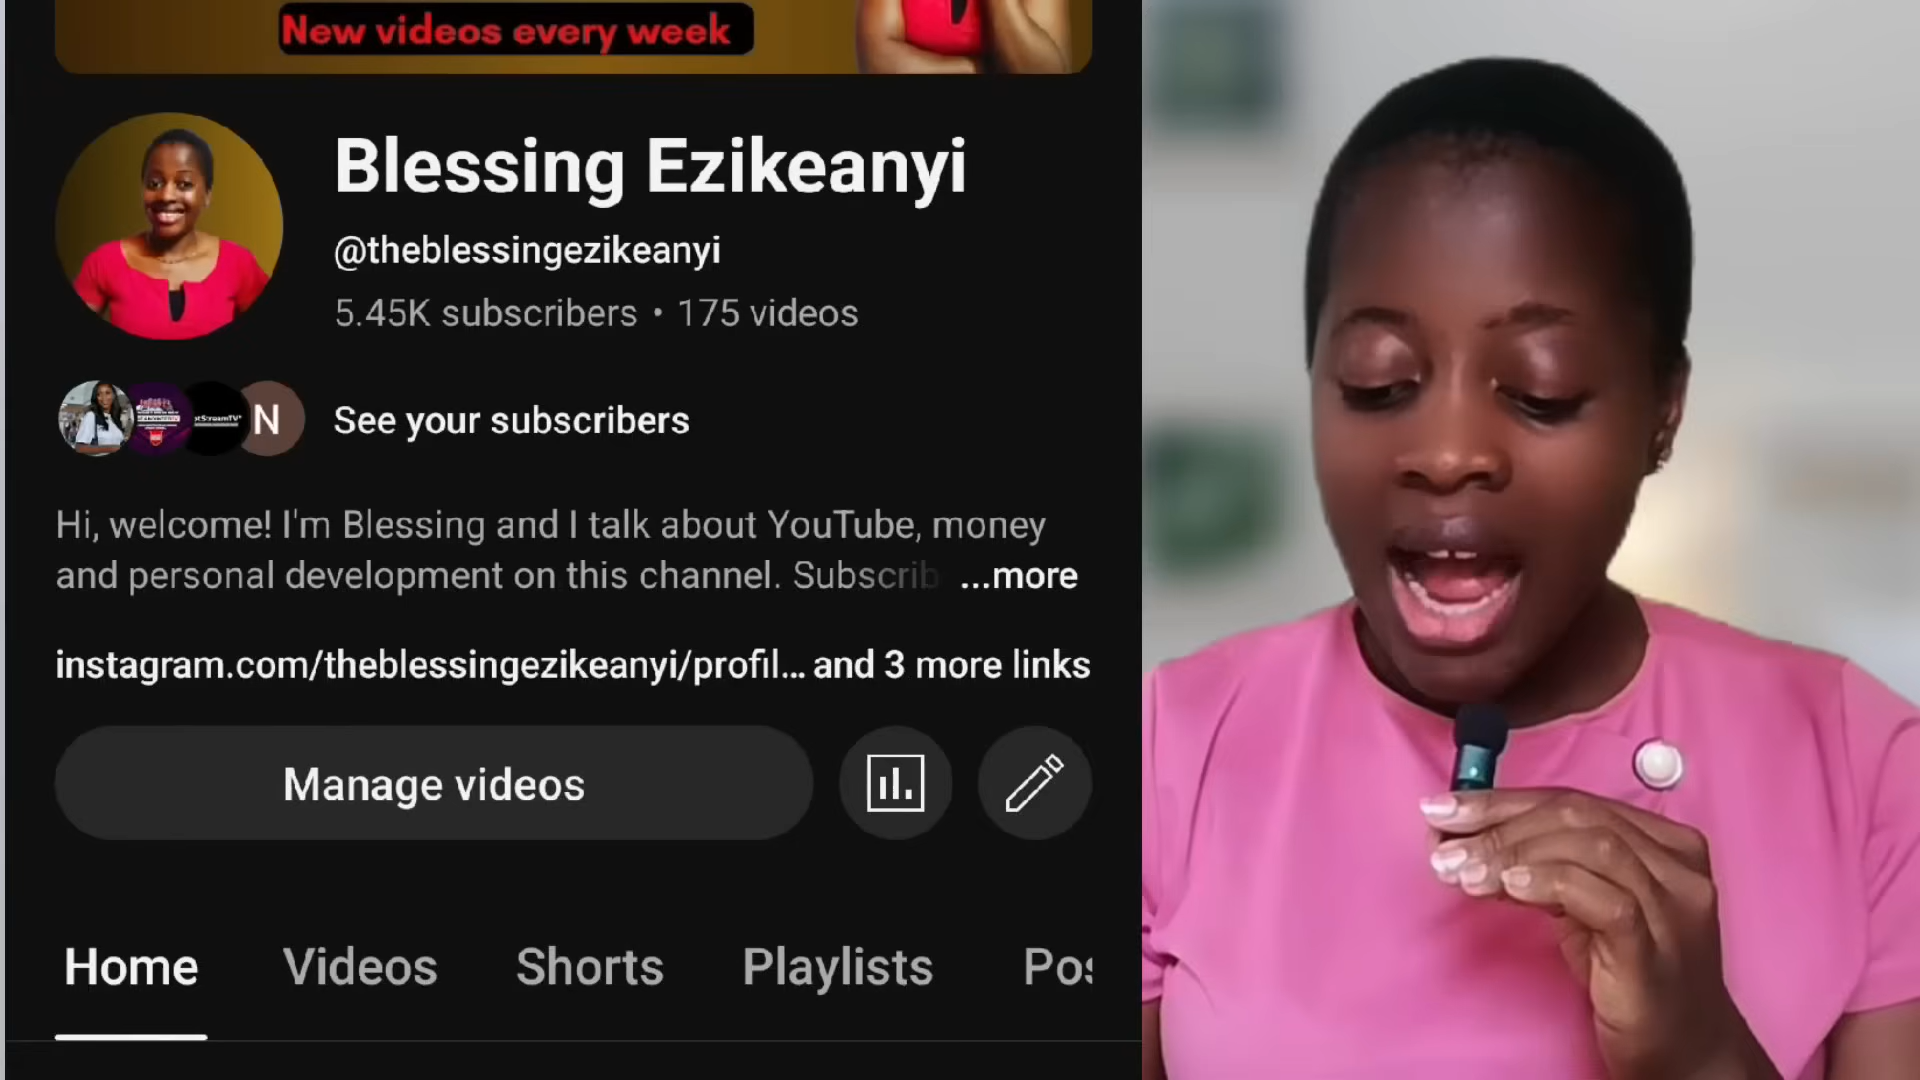 New videos every week
Blessing Ezikeanyi
@theblessingezikeanyi
5.45K subscribers • 175 videos
N
See your subscribers
Hi, welcome! I'm Blessing and I talk about YouTube, money
and personal development on this channel. Subscrib ...more
instagram.com/theblessingezikeanyi/profil... and 3 more links
Manage videos
Home Videos Shorts Playlists Pos